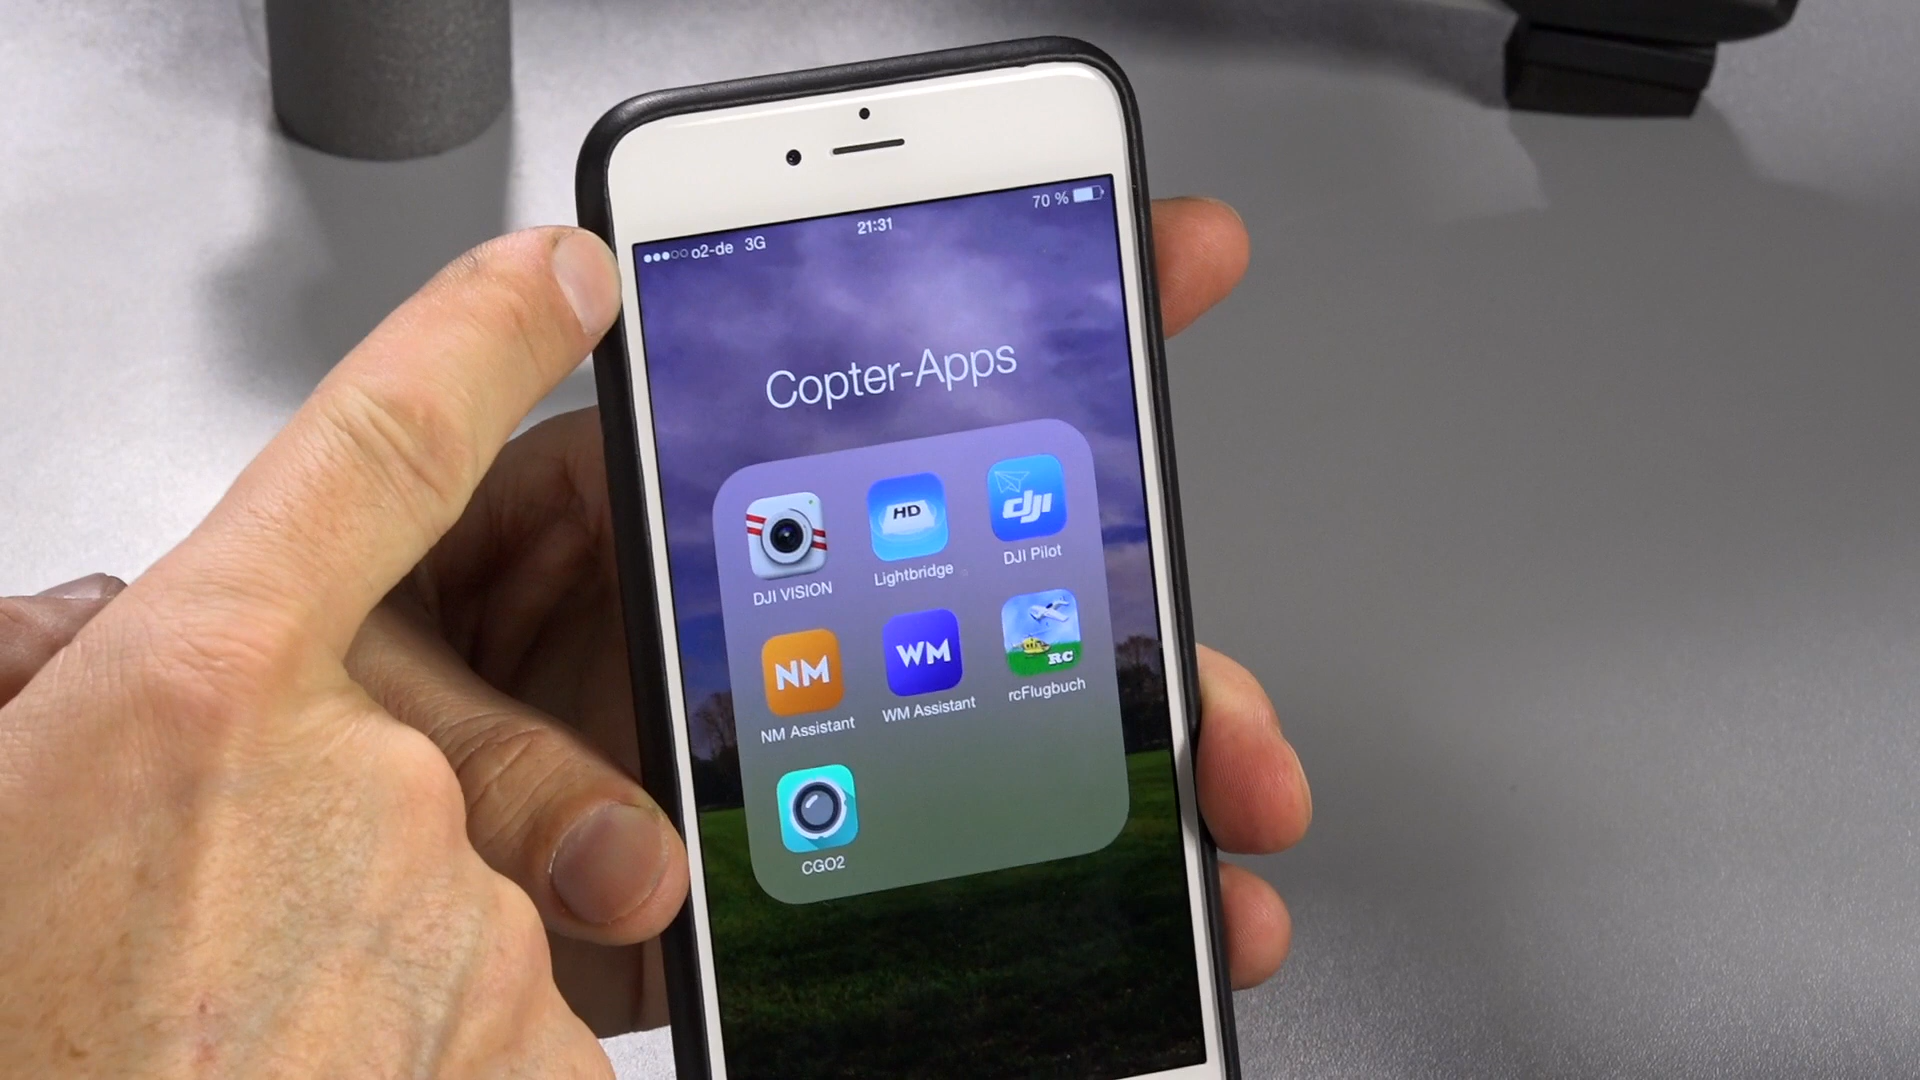 o2-de 3G 21:31 70 %
Copter-Apps
HD
dji
DJI VISION Lightbridge DJI Pilot
NM WM RC
NM Assistant WM Assistant rcFlugbuch
CGO2